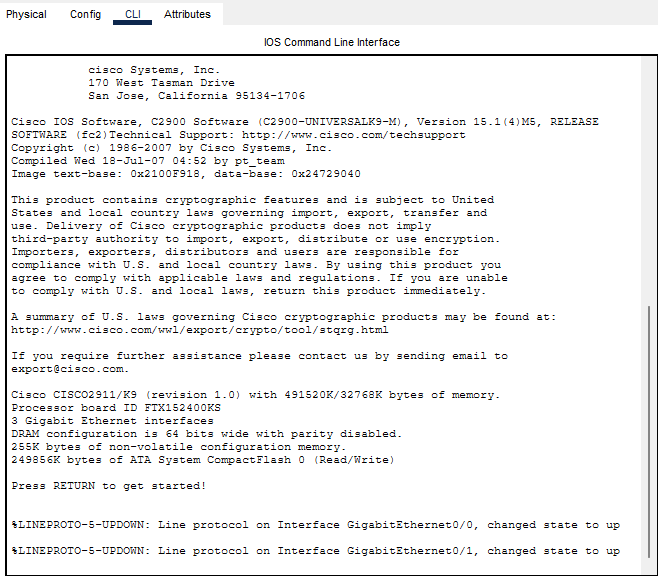 Physical Config CLI Attributes
IOS Command Line Interface
cisco Systems, Inc.
170 West Tasman Drive
San Jose, California 95134-1706
Cisco IOS Software, C2900 Software (C2900-UNIVERSALK9-M), Version 15.1(4)M5, RELEASE
SOFTWARE (fc2)Technical Support: http://www.cisco.com/techsupport
Copyright (c) 1986-2007 by Cisco Systems, Inc.
Compiled Wed 18-Jul-07 04:52 by pt_team
Image text-base: 0x2100F918, data-base: 0x24729040
This product contains cryptographic features and is subject to United
States and local country laws governing import, export, transfer and
use. Delivery of Cisco cryptographic products does not imply
third-party authority to import, export, distribute or use encryption.
Importers, exporters, distributors and users are responsible for
compliance with U.S. and local country laws. By using this product you
agree to comply with applicable laws and regulations. If you are unable
to comply with U.S. and local laws, return this product immediately.
A summary of U.S. laws governing Cisco cryptographic products may be found at:
http://www.cisco.com/wwl/export/crypto/tool/stqrg.html
If you require further assistance please contact us by sending email to
export@cisco.com.
Cisco CISCO2911/K9 (revision 1.0) with 491520K/32768K bytes of memory.
Processor board ID FTX152400KS
3 Gigabit Ethernet interfaces
DRAM configuration is 64 bits wide with parity disabled.
255K bytes of non-volatile configuration memory.
249856K bytes of ATA System CompactFlash 0 (Read/Write)
Press RETURN to get started!
%LINEPROTO-5-UPDOWN: Line protocol on Interface GigabitEthernet0/0, changed state to up
%LINEPROTO-5-UPDOWN: Line protocol on Interface GigabitEthernet0/1, changed state to up